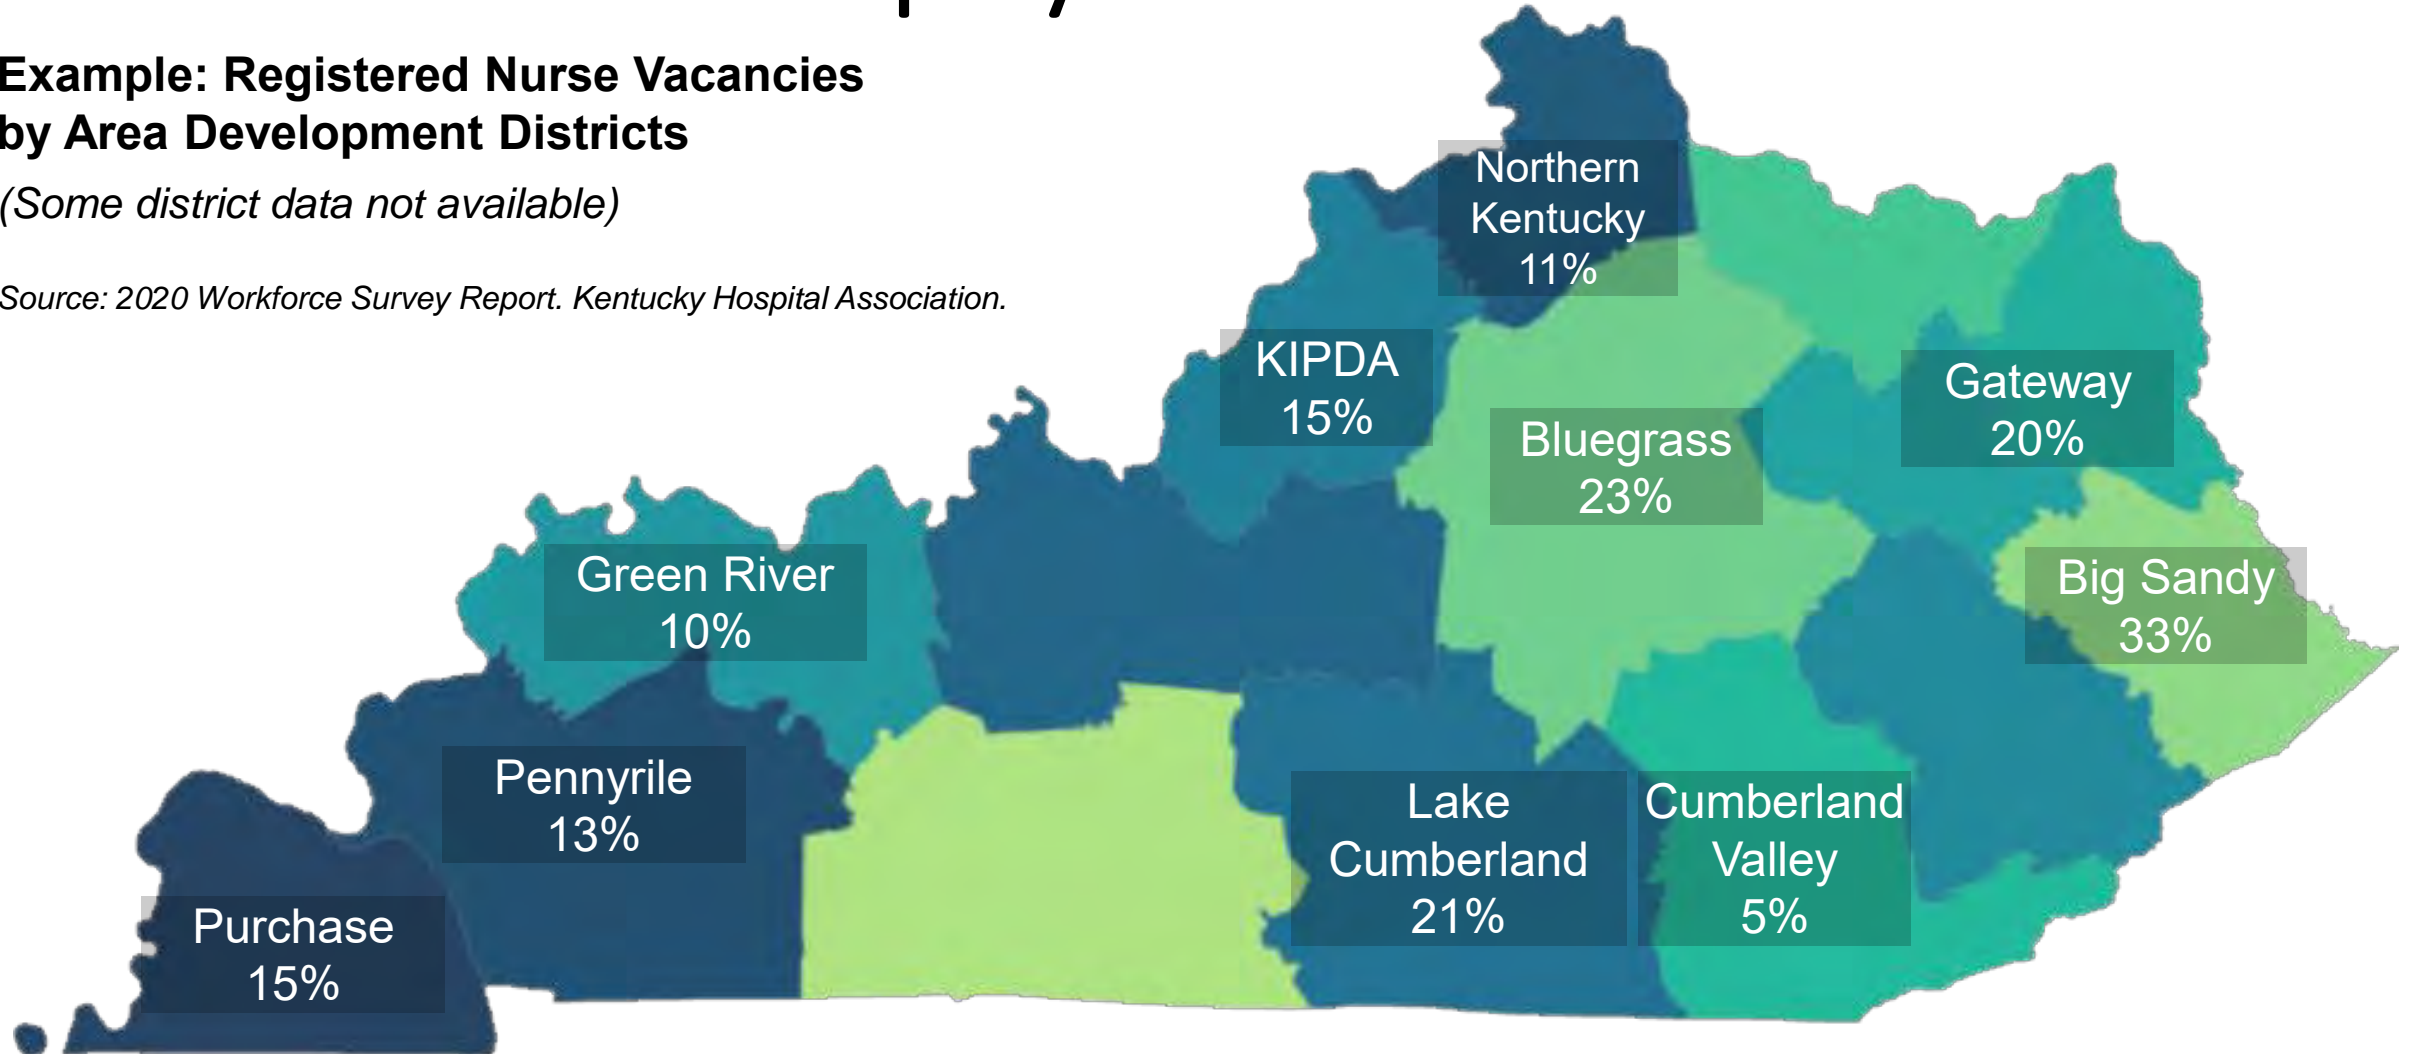 Example: Registered Nurse Vacancies
by Area Development Districts
(Some district data not available)
Source: 2020 Workforce Survey Report. Kentucky Hospital Association.
Northern
Kentucky
11%
KIPDA
15%
Gateway
20%
Bluegrass
23%
Green River
10%
Big Sandy
33%
Pennyrile
13%
Lake
Cumberland
21%
Cumberland
Valley
5%
Purchase
15%